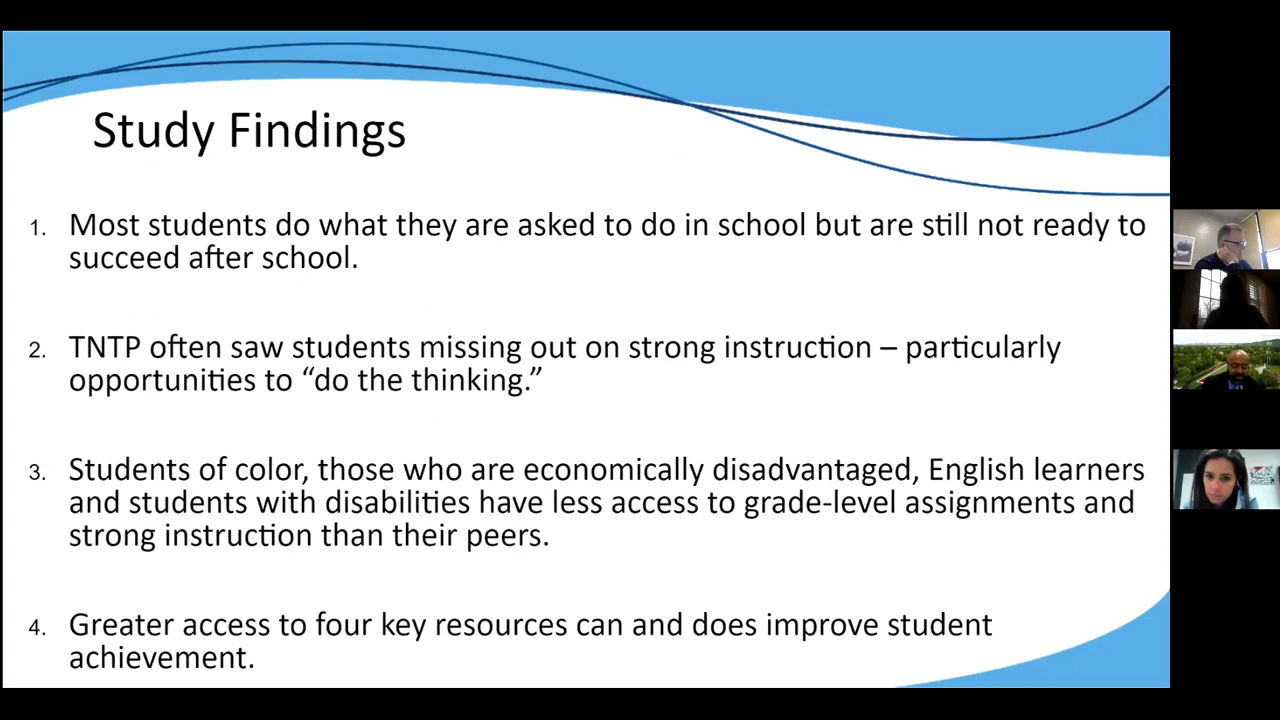 Study Findings
1. Most students do what they are asked to do in school but are still not ready to
succeed after school.
2. TNTP often saw students missing out on strong instruction – particularly
opportunities to “do the thinking.”
3. Students of color, those who are economically disadvantaged, English learners
and students with disabilities have less access to grade-level assignments and
strong instruction than their peers.
4. Greater access to four key resources can and does improve student
achievement.